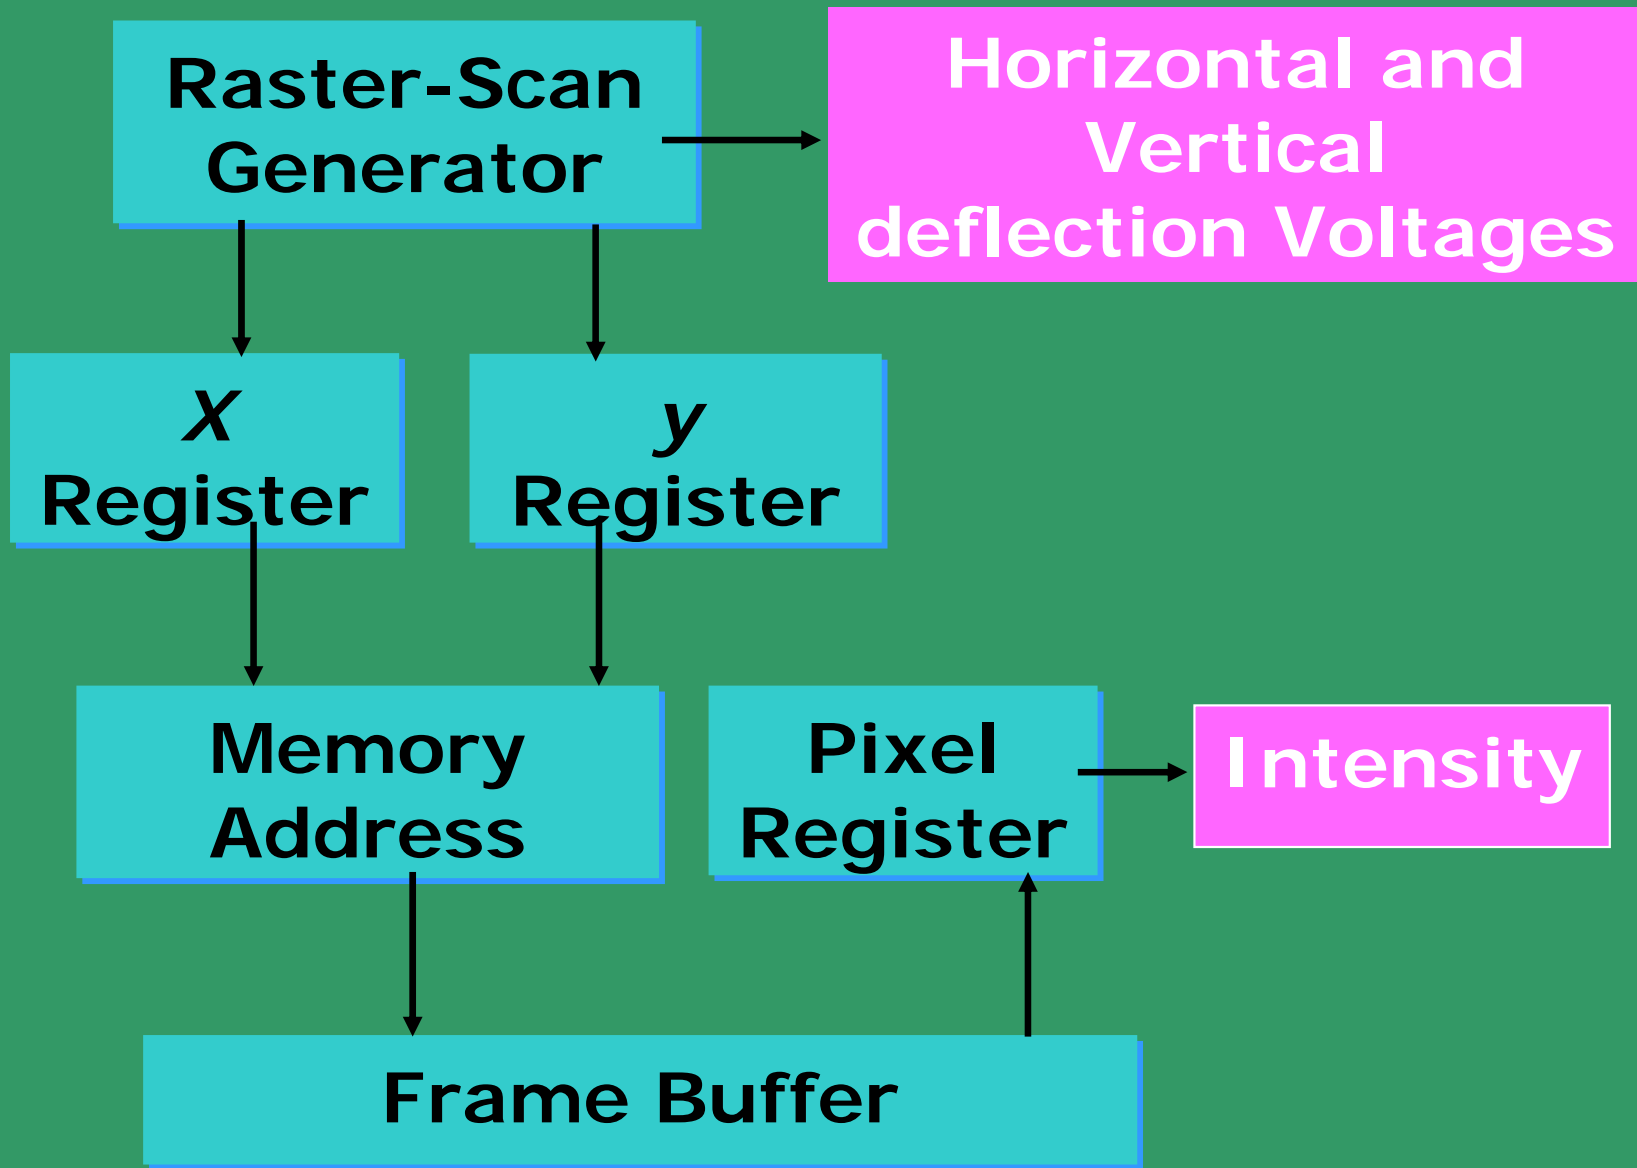 Raster-Scan
Generator
Horizontal and
Vertical
deflection Voltages
X
Register
y
Register
Memory
Address
Pixel
Register
Intensity
Frame Buffer